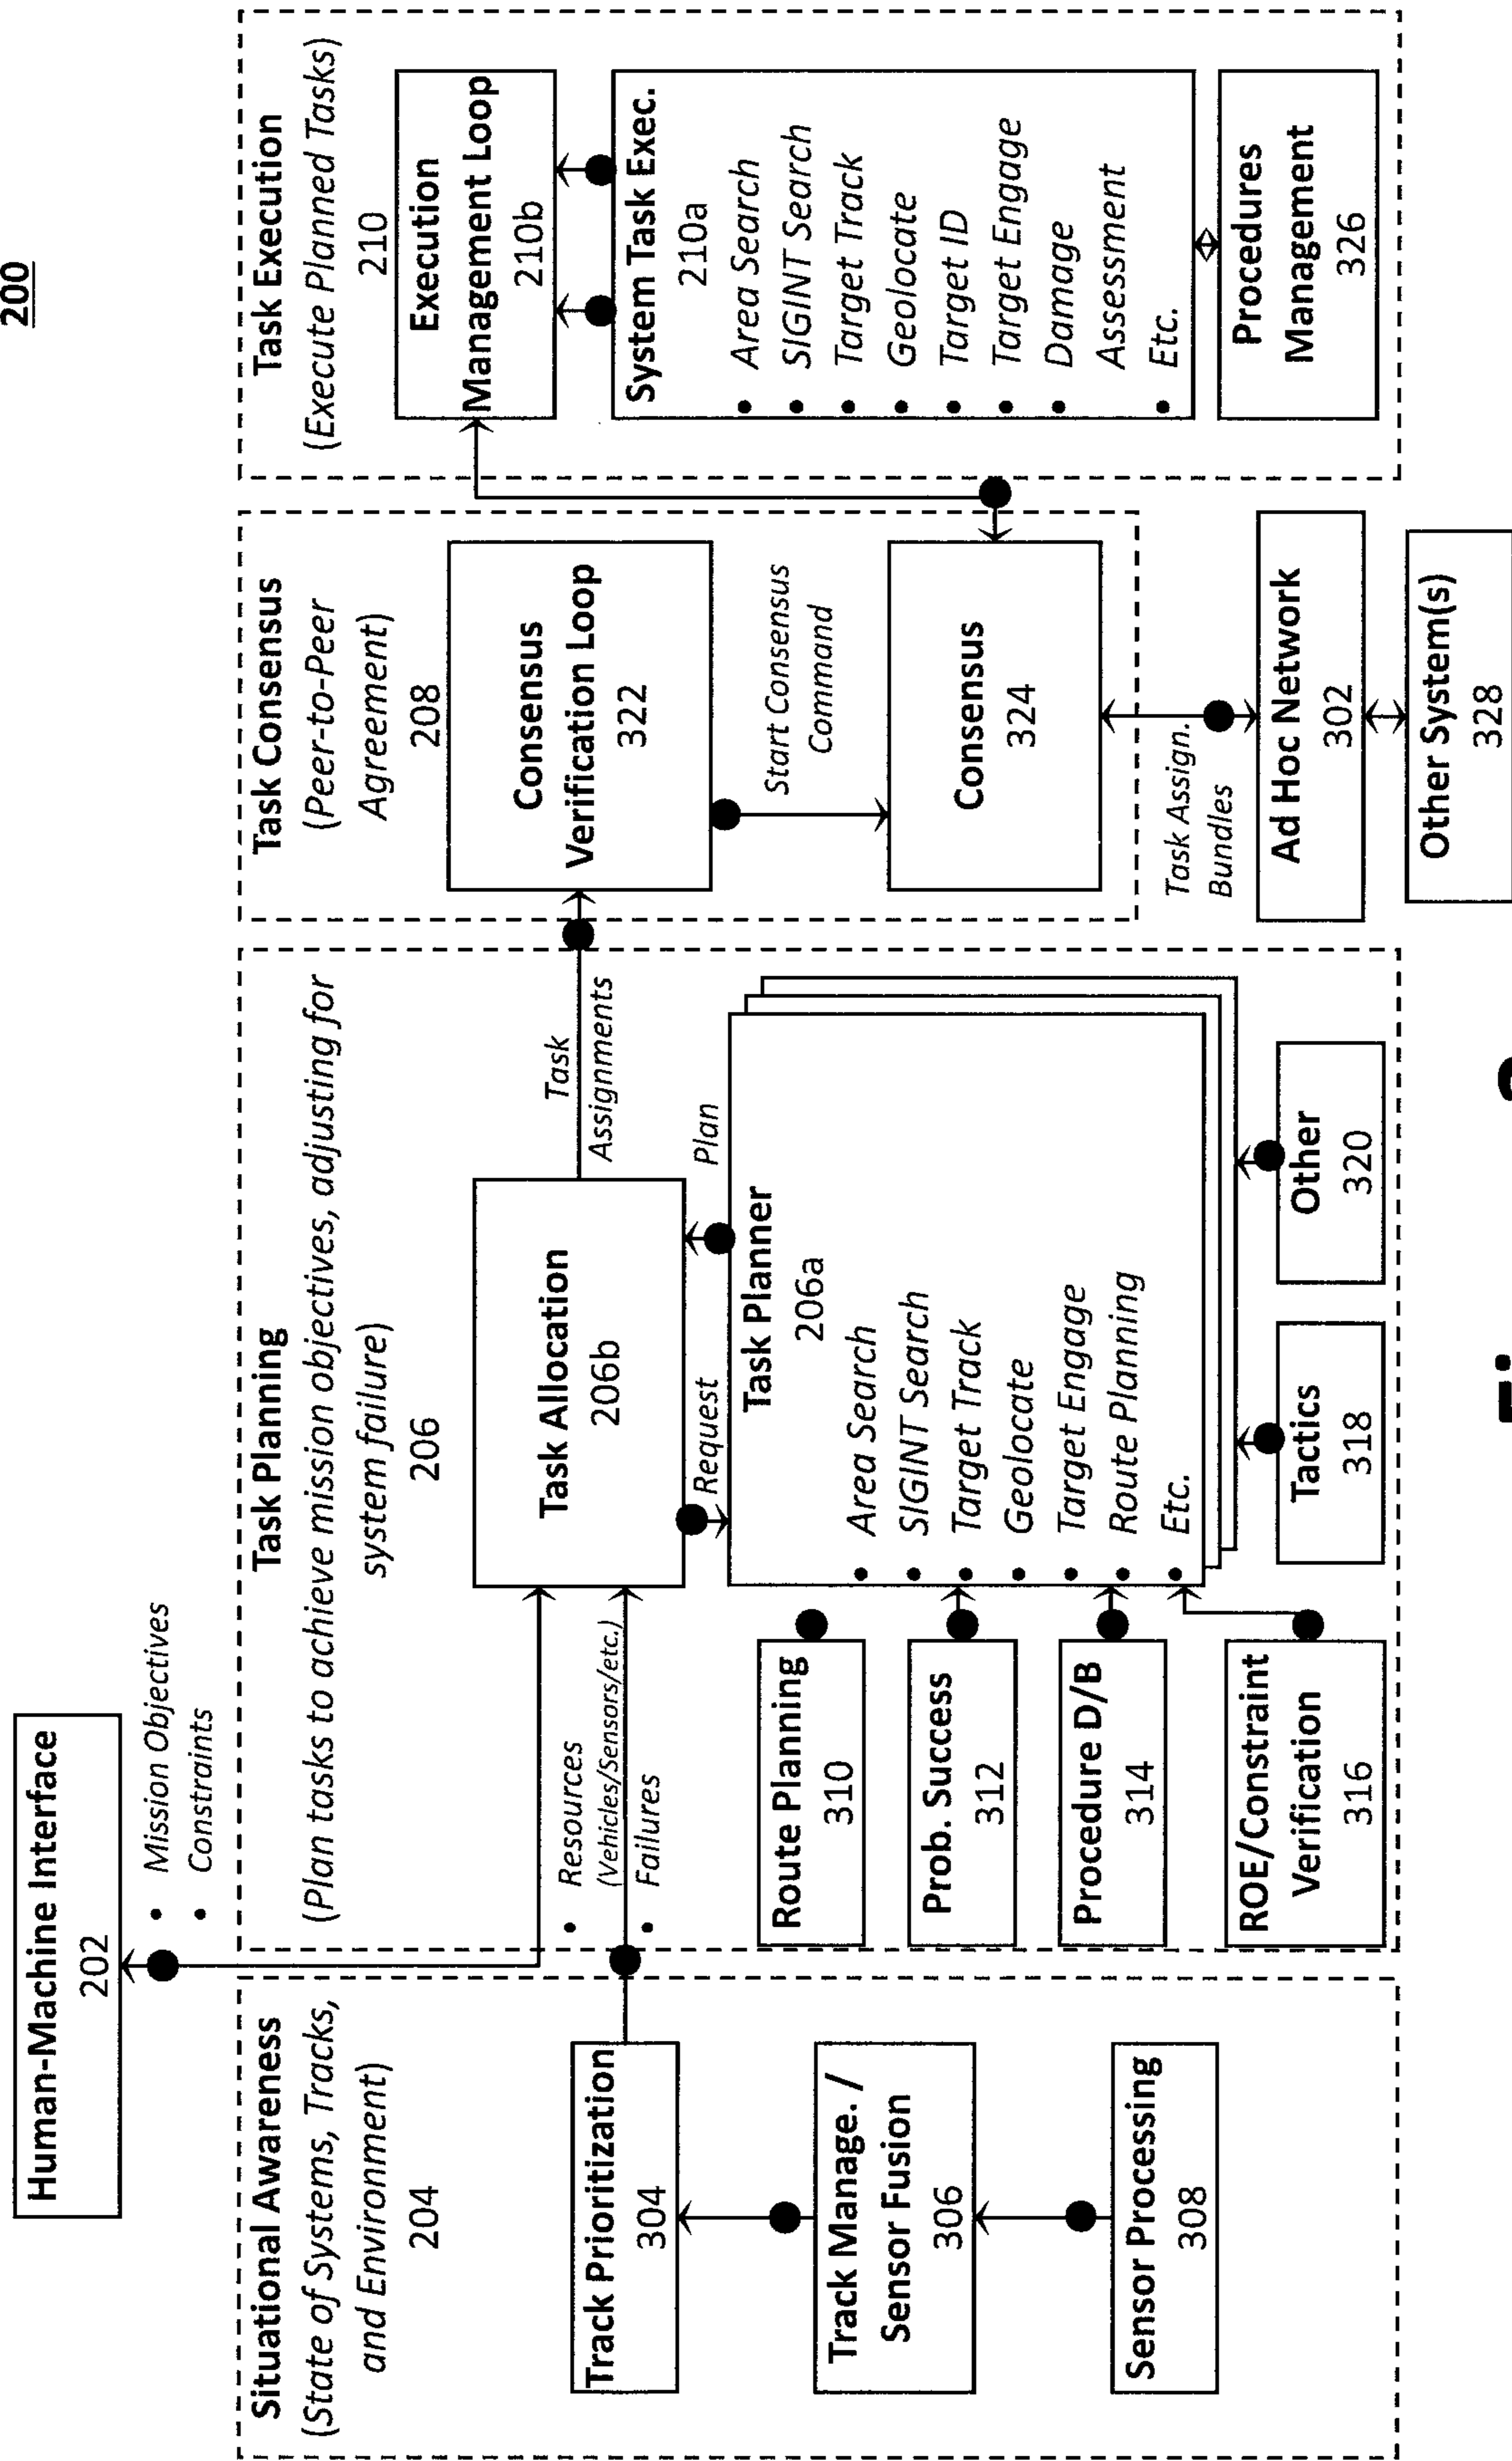 200
Human-Machine Interface
202
• Mission Objectives
• Constraints
Situational Awareness
(State of Systems, Tracks,
and Environment)
204
Track Prioritization
304
Track Manage. /
Sensor Fusion
306
Sensor Processing
308
Task Planning
(Plan tasks to achieve mission objectives, adjusting for
system failure)
206
• Resources
(Vehicles/Sensors/etc.)
• Failures
Task Allocation
206b
Request
Plan
Task
Assignments
Route Planning
310
Prob. Success
312
Procedure D/B
314
ROE/Constraint
Verification
316
Task Planner
206a
• Area Search
• SIGINT Search
• Target Track
• Geolocate
• Target Engage
• Route Planning
• Etc.
Tactics
318
Other
320
Task Consensus
(Peer-to-Peer
Agreement)
208
Consensus
Verification Loop
322
Start Consensus
Command
Consensus
324
Task Assign.
Bundles
Ad Hoc Network
302
Other System(s)
328
Task Execution
(Execute Planned Tasks)
210
Execution
Management Loop
210b
System Task Exec.
210a
• Area Search
• SIGINT Search
• Target Track
• Geolocate
• Target ID
• Target Engage
• Damage
Assessment
• Etc.
Procedures
Management
326